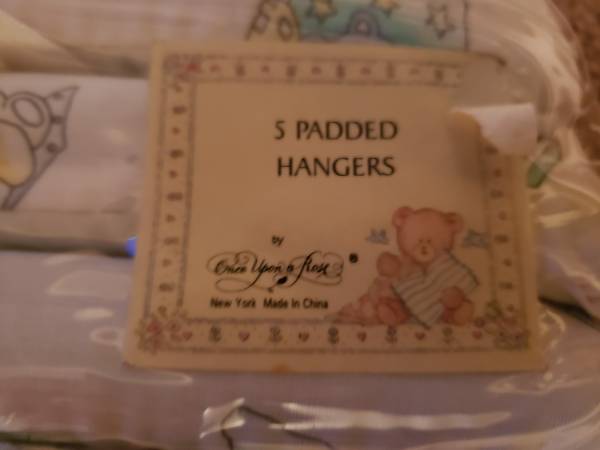 5 PADDED
HANGERS
by
Once Upon a Rose ®
New York Made In China